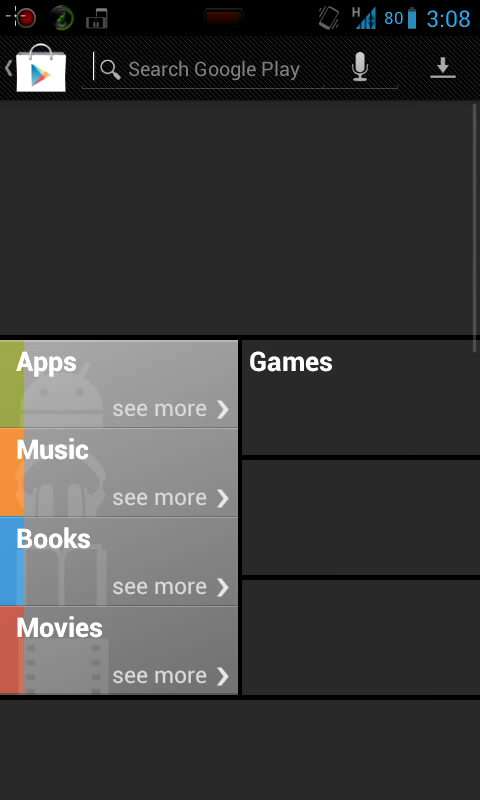 H 80 3:08
Search Google Play
Apps
see more
Music
see more
Books
see more
Movies
see more
Games